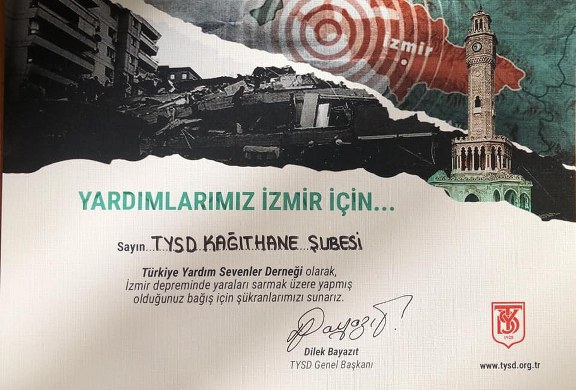 İzmir
YARDIMLARIMIZ İZMİR İÇİN...
Sayın...TYSD KAĞITHANE ŞUBESİ
Türkiye Yardım Sevenler Derneği olarak,
İzmir depreminde yaraları sarmak üzere yapmış
olduğunuz bağış için şükranlarımızı sunarız.
Dilek Bayazıt
TYSD Genel Başkanı
1928
www.tysd.org.tr